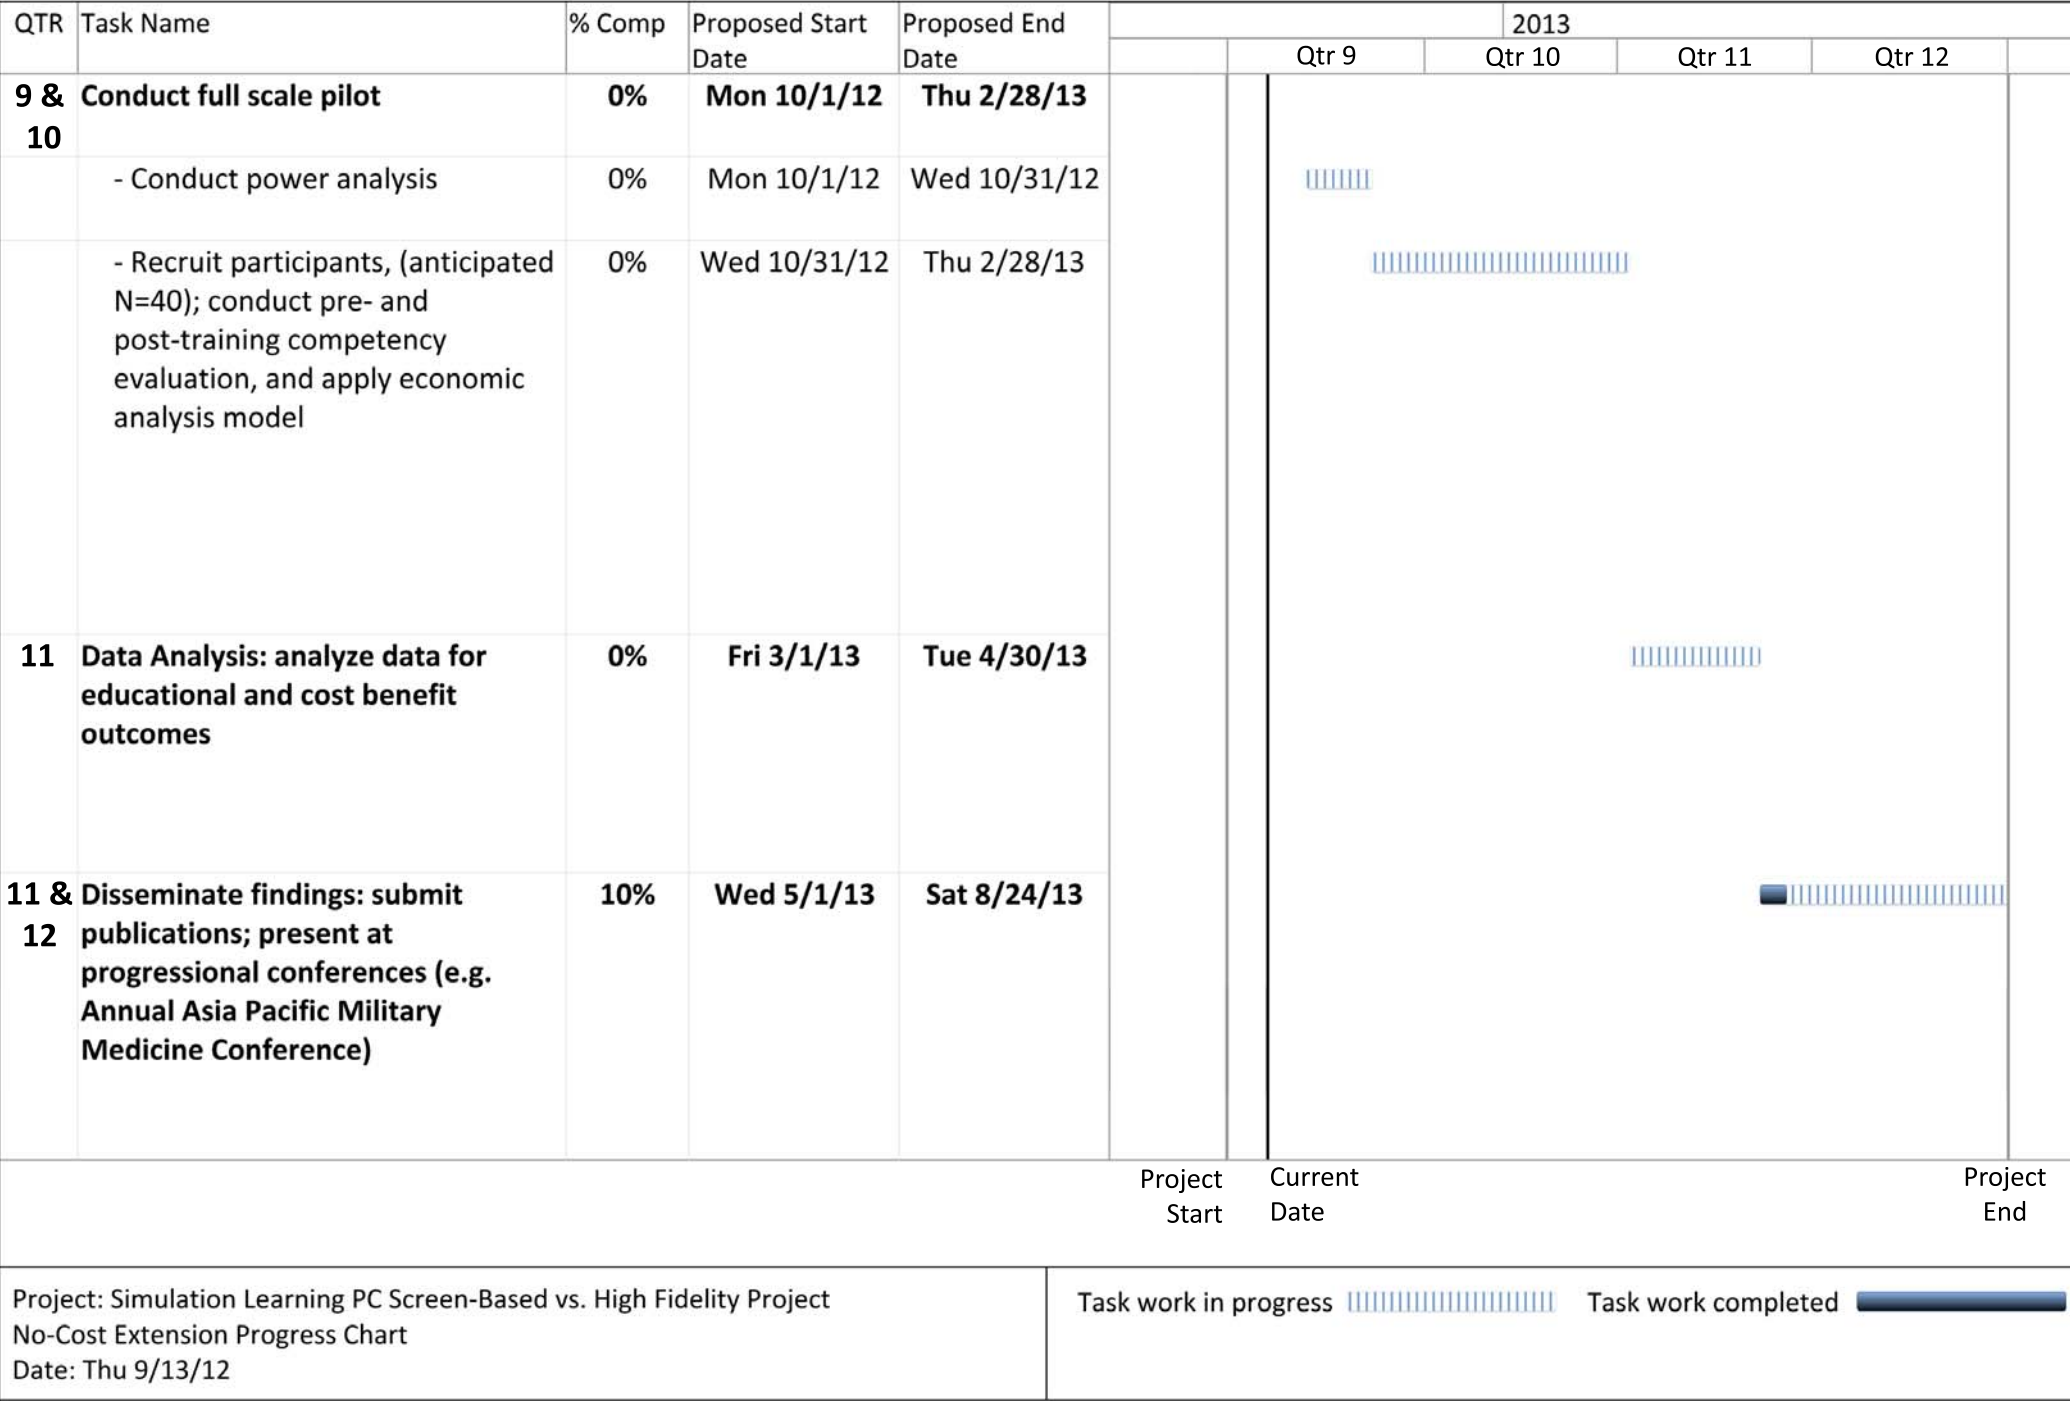 QTR Task Name % Comp Proposed Start Date Proposed End Date
2013
Qtr 9 Qtr 10 Qtr 11 Qtr 12
9 & 10 Conduct full scale pilot 0% Mon 10/1/12 Thu 2/28/13
- Conduct power analysis 0% Mon 10/1/12 Wed 10/31/12
- Recruit participants, (anticipated 0% Wed 10/31/12 Thu 2/28/13
N=40); conduct pre- and
post-training competency
evaluation, and apply economic
analysis model
11 Data Analysis: analyze data for 0% Fri 3/1/13 Tue 4/30/13
educational and cost benefit
outcomes
11 & Disseminate findings: submit 10% Wed 5/1/13 Sat 8/24/13
12 publications; present at
progressional conferences (e.g.
Annual Asia Pacific Military
Medicine Conference)
Project Start
Current Date
Project End
Project: Simulation Learning PC Screen-Based vs. High Fidelity Project
No-Cost Extension Progress Chart
Date: Thu 9/13/12
Task work in progress Task work completed